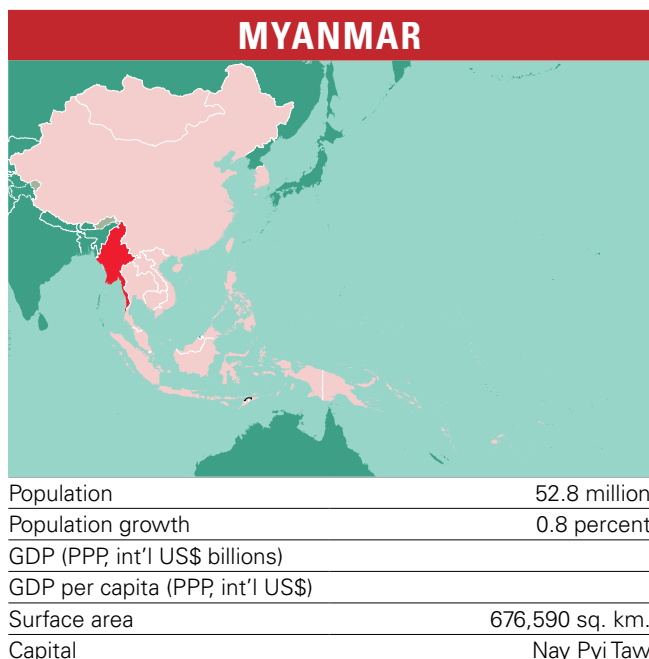 MYANMAR
Population 52.8 million
Population growth 0.8 percent
GDP (PPP, int’l US$ billions)
GDP per capita (PPP, int’l US$)
Surface area 676,590 sq. km.
Capital Nay Pyi Taw